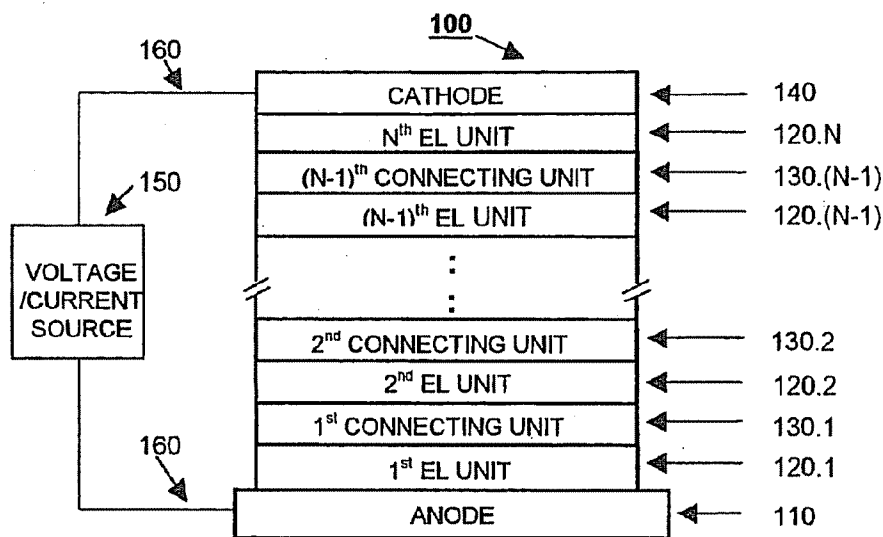 100
160
CATHODE
140
Nth EL UNIT
120.N
(N-1)th CONNECTING UNIT
130.(N-1)
150
(N-1)th EL UNIT
120.(N-1)
VOLTAGE
/CURRENT
SOURCE
2nd CONNECTING UNIT
130.2
2nd EL UNIT
120.2
1st CONNECTING UNIT
130.1
160
1st EL UNIT
120.1
ANODE
110